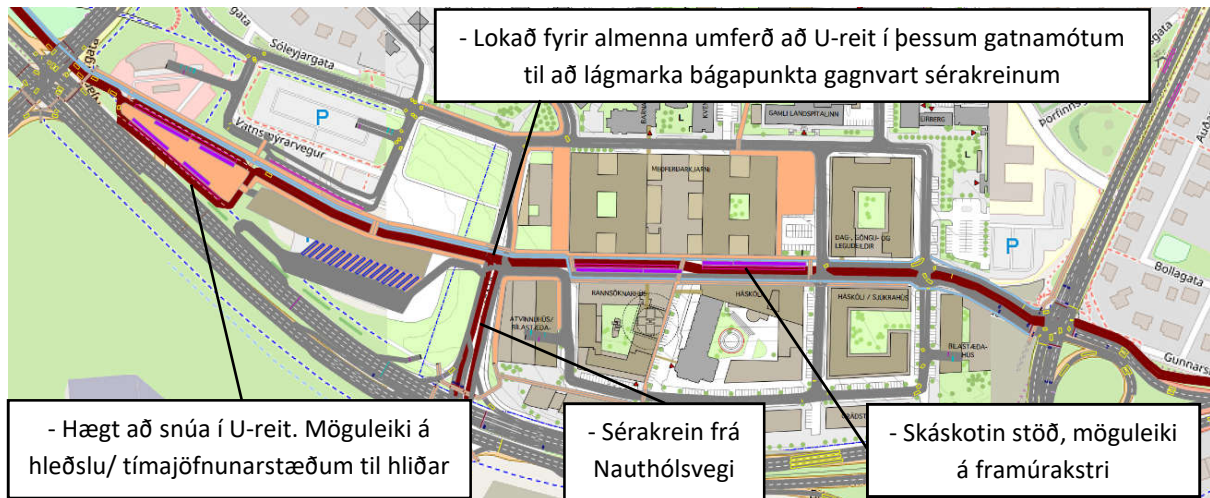 - Lokað fyrir almenna umferð að U-reit í þessum gatnamótum
til að lágmarka bágapunkta gagnvart sérakreinum
Sóleyjargata
P
Vatnsmýrarvegur
GAMLI LANDSPÍTALINN
L
Þorfinns
L
MEÐFERÐARKJARNI
DAG-, GÖNGU- OG
LEGUDEILDIR
P
Bollagata
RANNSÓKNARHÚS
HÁSKÓLI
HÁSKÓLI / SJÚKRAHÚS
ATVINNUHÚS/
BÍLASTÆÐA-
BÍLASTÆÐA-
HÚS
Gunnars
- Hægt að snúa í U-reit. Möguleiki á
hleðslu/ tímajöfnunarstæðum til hliðar
- Sérakrein frá
Nauthólsvegi
- Skáskotin stöð, möguleiki
á framúrakstri